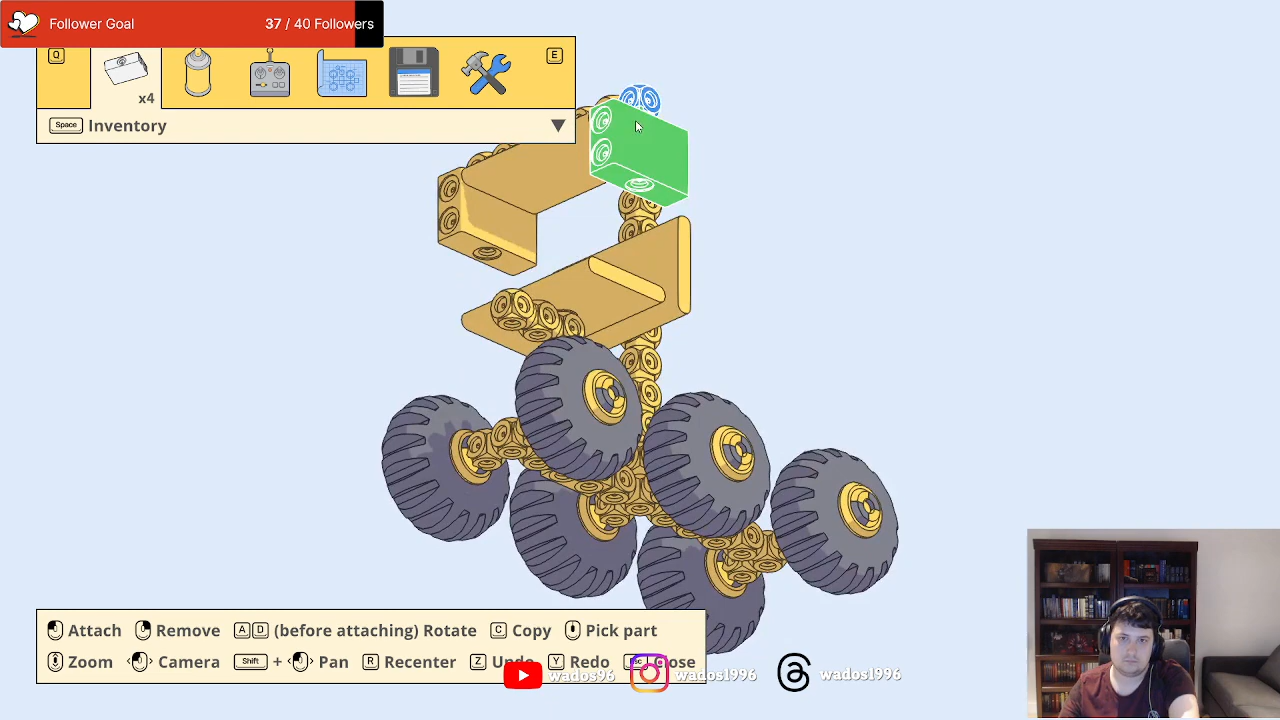 Follower Goal 37 / 40 Followers
Q E
x4
Space Inventory
Attach Remove A D (before attaching) Rotate C Copy Pick part
Zoom Camera Shift + Pan R Recenter Z Undo Y Redo Close
wados96 wados1996 wados1996